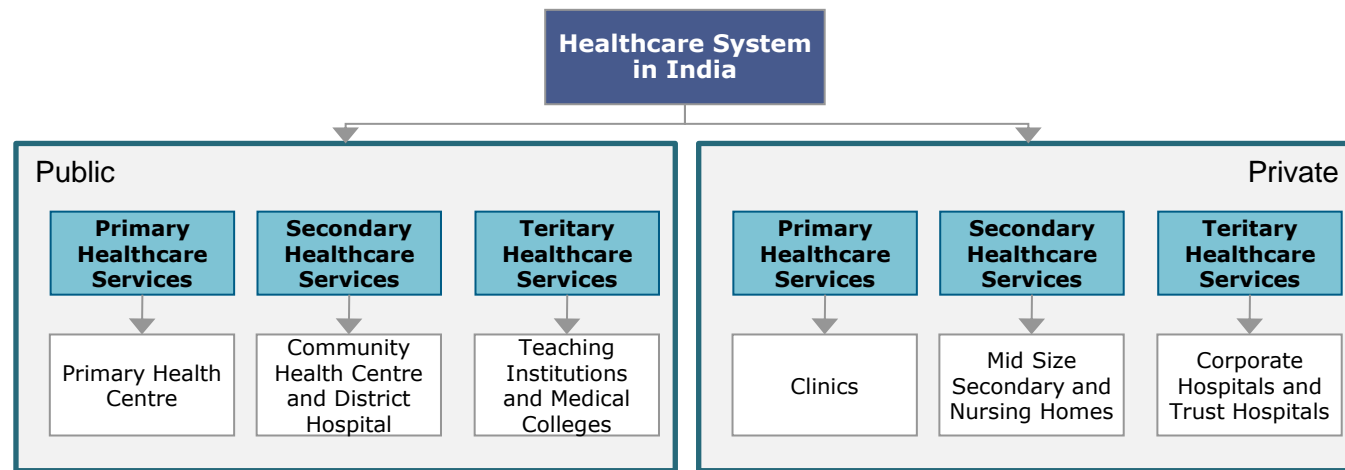 Healthcare System
in India
Public
Primary
Healthcare
Services
Secondary
Healthcare
Services
Teritary
Healthcare
Services
Primary Health
Centre
Community
Health Centre
and District
Hospital
Teaching
Institutions
and Medical
Colleges
Private
Primary
Healthcare
Services
Secondary
Healthcare
Services
Teritary
Healthcare
Services
Clinics
Mid Size
Secondary and
Nursing Homes
Corporate
Hospitals and
Trust Hospitals